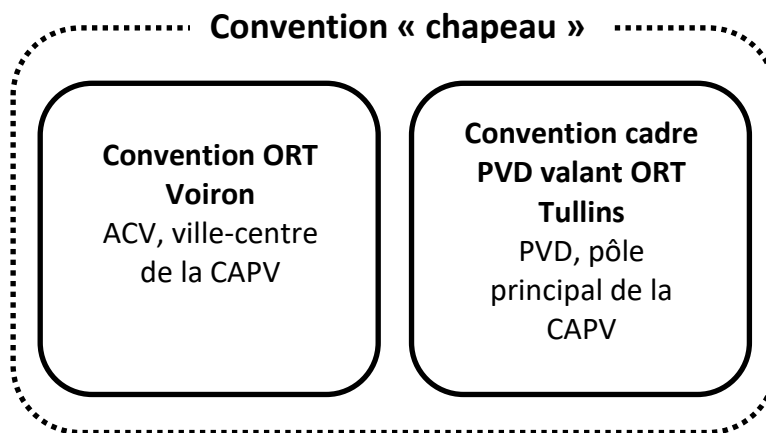 Convention « chapeau »
Convention ORT
Voiron
ACV, ville-centre
de la CAPV
Convention cadre
PVD valant ORT
Tullins
PVD, pôle
principal de la
CAPV